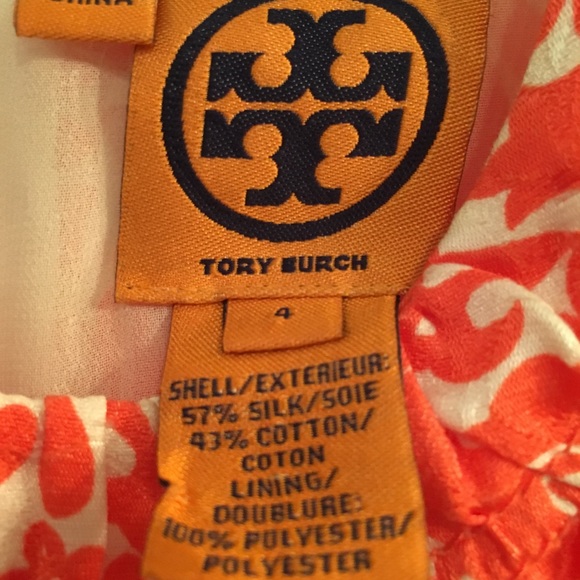 CHINA
TORY BURCH
4
SHELL/EXTERIEUR:
57% SILK/SOIE
43% COTTON/
COTON
LINING/
DOUBLURE:
100% POLYESTER/
POLYESTER